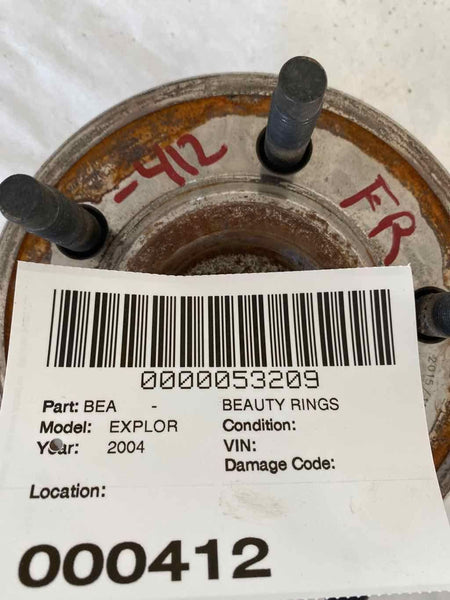 -412
FR
0000053209
Part: BEA - BEAUTY RINGS
Model: EXPLOR Condition:
Year: 2004 VIN:
Damage Code:
Location:
000412